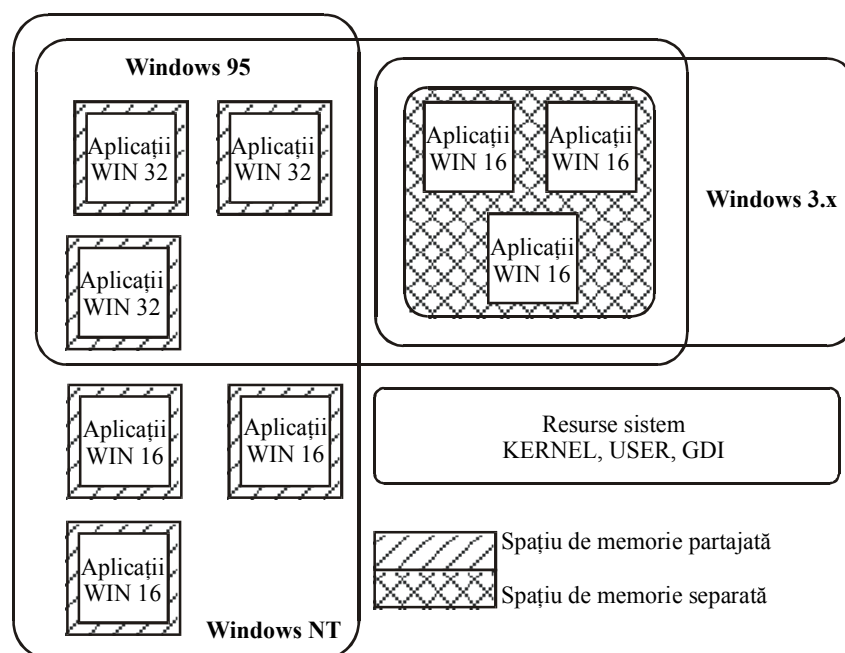 Windows 95
Aplicații
WIN 32
Aplicații
WIN 32
Aplicații
WIN 32
Aplicații
WIN 16
Aplicații
WIN 16
Aplicații
WIN 16
Windows 3.x
Aplicații
WIN 16
Aplicații
WIN 16
Aplicații
WIN 16
Windows NT
Resurse sistem
KERNEL, USER, GDI
Spațiu de memorie partajată
Spațiu de memorie separată